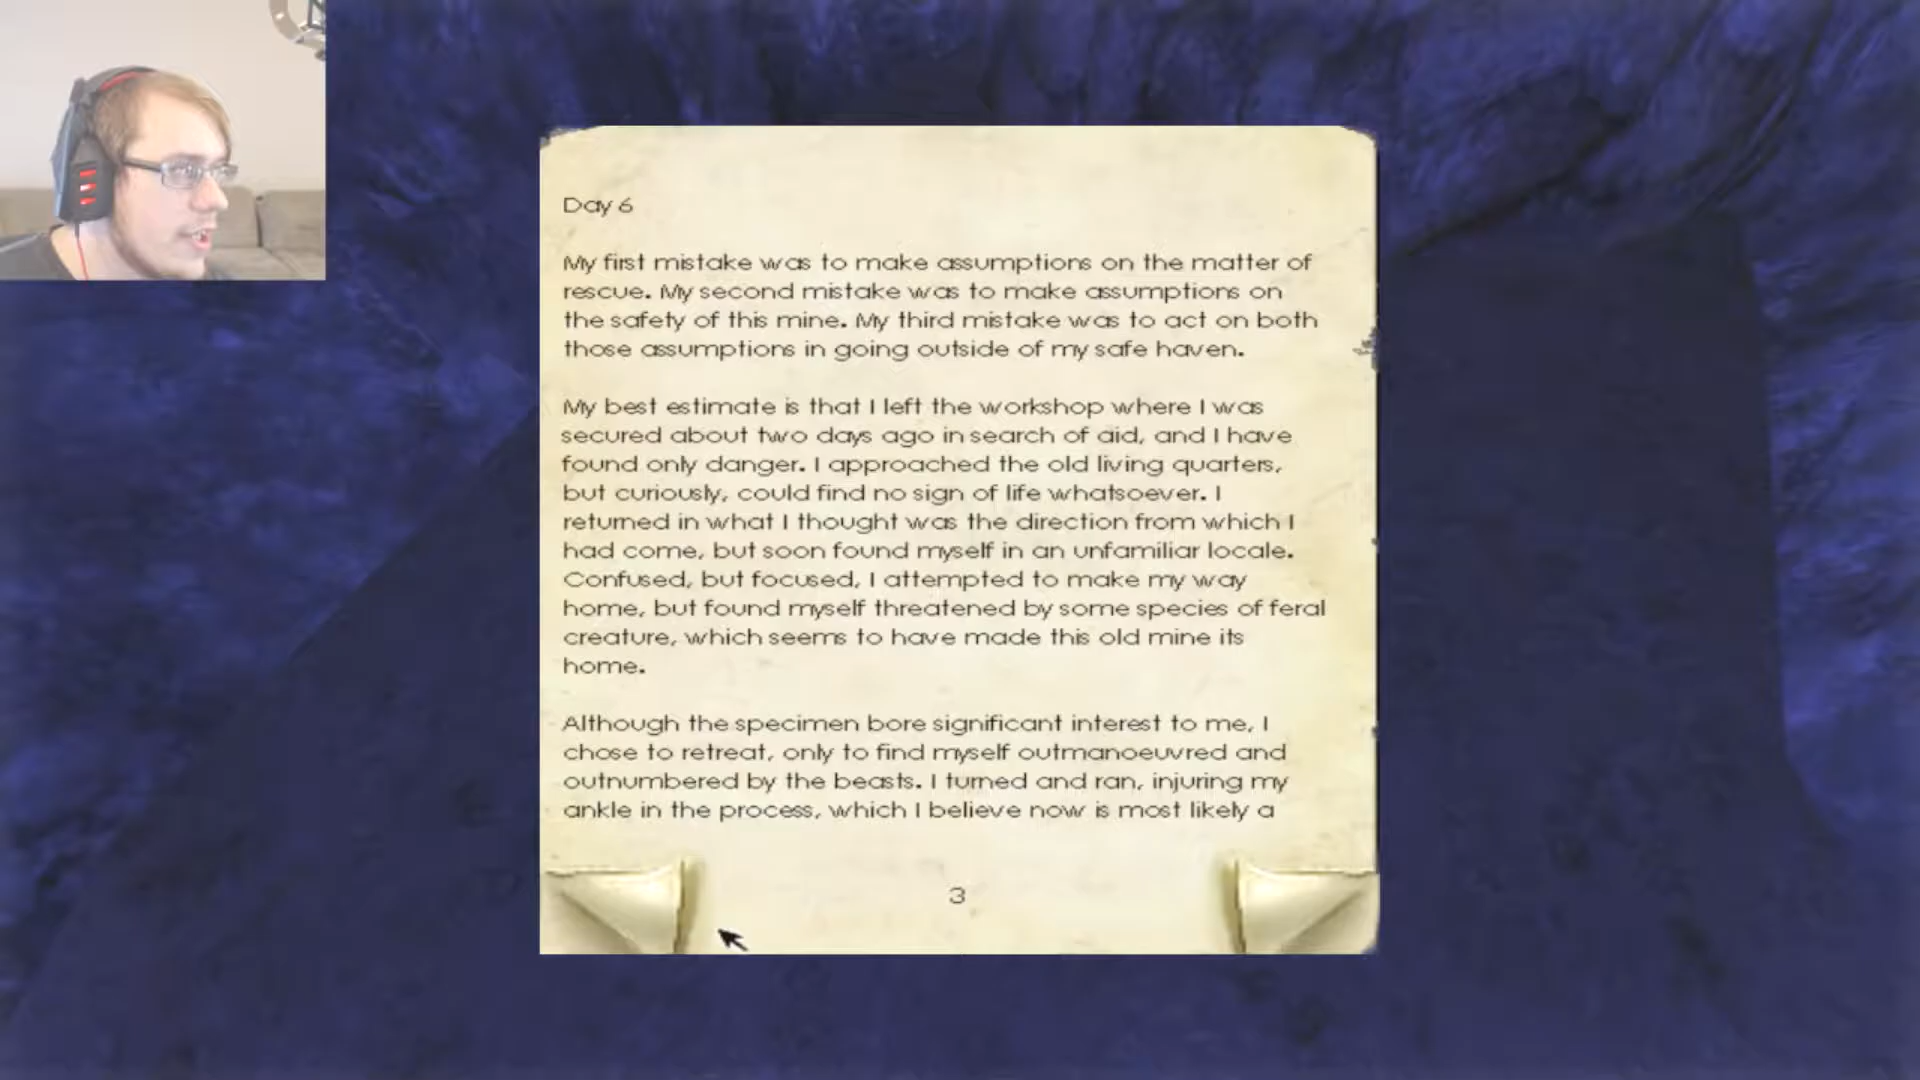 Day 6
My first mistake was to make assumptions on the matter of
rescue. My second mistake was to make assumptions on
the safety of this mine. My third mistake was to act on both
those assumptions in going outside of my safe haven.
My best estimate is that I left the workshop where I was
secured about two days ago in search of aid, and I have
found only danger. I approached the old living quarters,
but curiously, could find no sign of life whatsoever. I
returned in what I thought was the direction from which I
had come, but soon found myself in an unfamiliar locale.
Confused, but focused, I attempted to make my way
home, but found myself threatened by some species of feral
creature, which seems to have made this old mine its
home.
Although the specimen bore significant interest to me, I
chose to retreat, only to find myself outmanoeuvred and
outnumbered by the beasts. I turned and ran, injuring my
ankle in the process, which I believe now is most likely a
3